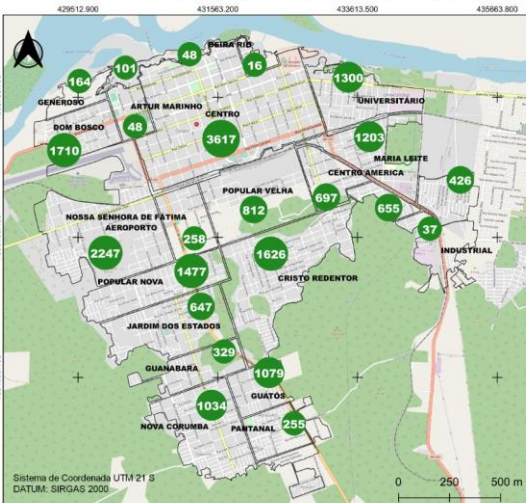 429512.900 431563.200 433613.500 435663.800
BEIRA RIO
48
101
16
164
1300
GENEROSO
ARTUR MARINHO
UNIVERSITÁRIO
CENTRO
DOM BOSCO
48
3617
1203
1710
MARIA LEITE
CENTRO AMERICA
426
POPULAR VELHA
697
655
812
NOSSA SENHORA DE FÁTIMA
AEROPORTO
258
37
2247
1626
INDUSTRIAL
1477
CRISTO REDENTOR
POPULAR NOVA
647
JARDIM DOS ESTADOS
329
GUANABARA
1079
GUATÓS
1034
255
NOVA CORUMBA
PANTANAL
Sistema de Coordenada UTM 21 S
DATUM: SIRGAS 2000
0 250 500 m